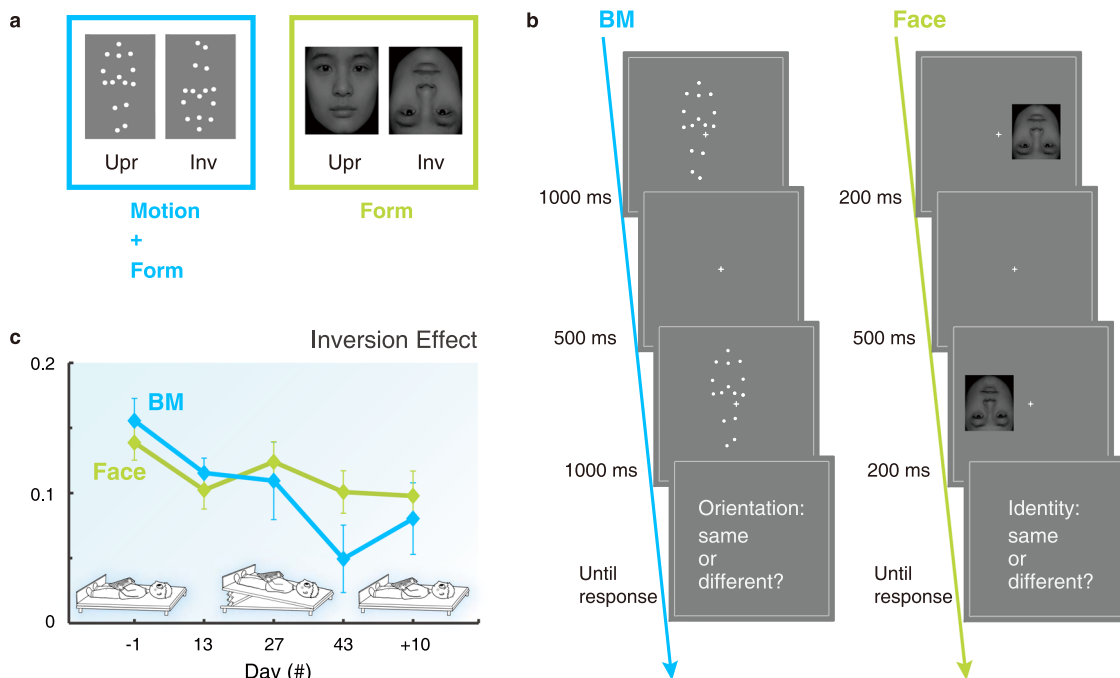 a
Upr
Inv
Upr
Inv
Motion
+
Form
Form
b
BM
Face
1000 ms
500 ms
1000 ms
Until
response
Orientation:
same
or
different?
200 ms
500 ms
200 ms
Until
response
Identity:
same
or
different?
c
Inversion Effect
0.2
0.1
0
BM
Face
-1
13
27
43
+10
Day (#)